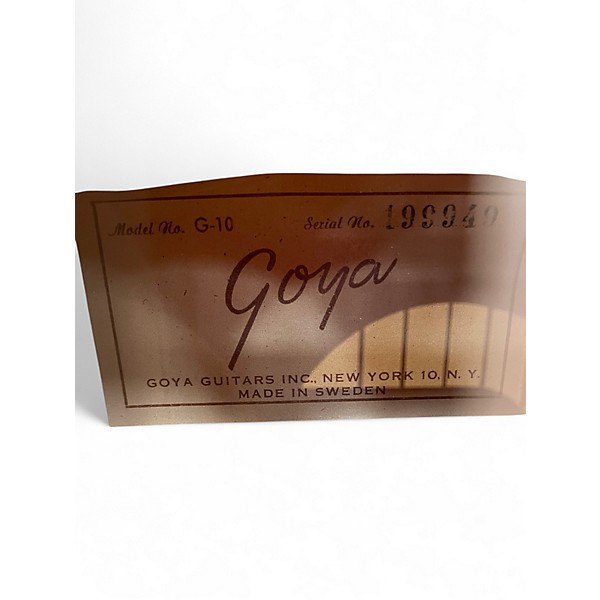 Model No. G-10 Serial No. 199949
Goya
GOYA GUITARS INC., NEW YORK 10, N. Y.
MADE IN SWEDEN